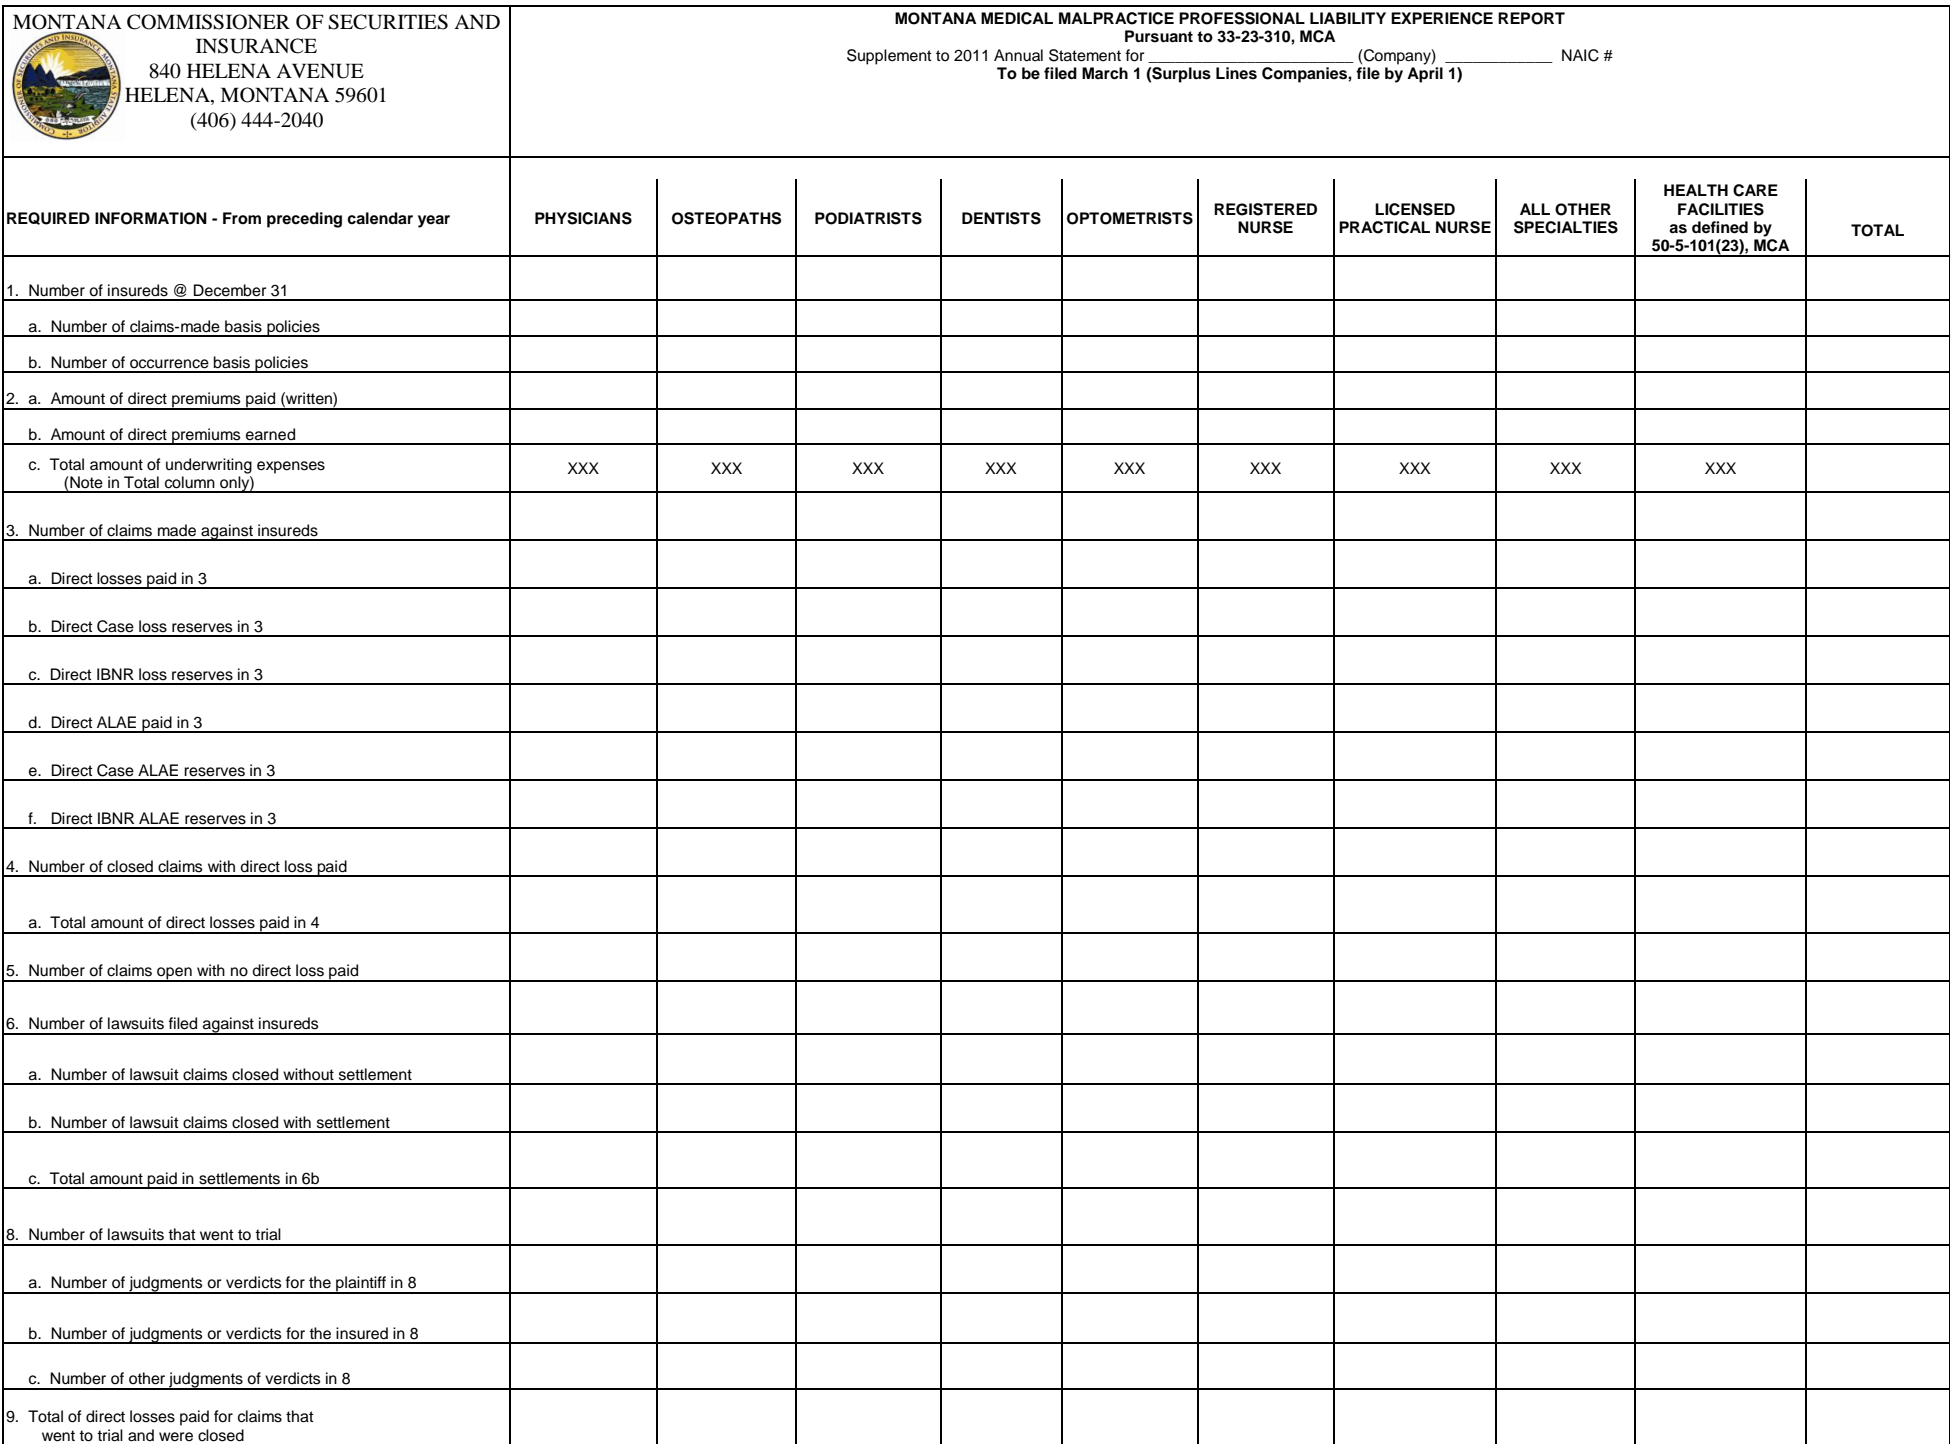 MONTANA COMMISSIONER OF SECURITIES AND
INSURANCE
840 HELENA AVENUE
HELENA, MONTANA 59601
(406) 444-2040
MONTANA MEDICAL MALPRACTICE PROFESSIONAL LIABILITY EXPERIENCE REPORT
Pursuant to 33-23-310, MCA
Supplement to 2011 Annual Statement for _______________________ (Company) ____________ NAIC #
To be filed March 1 (Surplus Lines Companies, file by April 1)
REQUIRED INFORMATION - From preceding calendar year
PHYSICIANS
OSTEOPATHS
PODIATRISTS
DENTISTS
OPTOMETRISTS
REGISTERED
NURSE
LICENSED
PRACTICAL NURSE
ALL OTHER
SPECIALTIES
HEALTH CARE
FACILITIES
as defined by
50-5-101(23), MCA
TOTAL
1. Number of insureds @ December 31
a. Number of claims-made basis policies
b. Number of occurrence basis policies
2. a. Amount of direct premiums paid (written)
b. Amount of direct premiums earned
c. Total amount of underwriting expenses
(Note in Total column only)
XXX XXX XXX XXX XXX XXX XXX XXX XXX
3. Number of claims made against insureds
a. Direct losses paid in 3
b. Direct Case loss reserves in 3
c. Direct IBNR loss reserves in 3
d. Direct ALAE paid in 3
e. Direct Case ALAE reserves in 3
f. Direct IBNR ALAE reserves in 3
4. Number of closed claims with direct loss paid
a. Total amount of direct losses paid in 4
5. Number of claims open with no direct loss paid
6. Number of lawsuits filed against insureds
a. Number of lawsuit claims closed without settlement
b. Number of lawsuit claims closed with settlement
c. Total amount paid in settlements in 6b
8. Number of lawsuits that went to trial
a. Number of judgments or verdicts for the plaintiff in 8
b. Number of judgments or verdicts for the insured in 8
c. Number of other judgments of verdicts in 8
9. Total of direct losses paid for claims that
went to trial and were closed